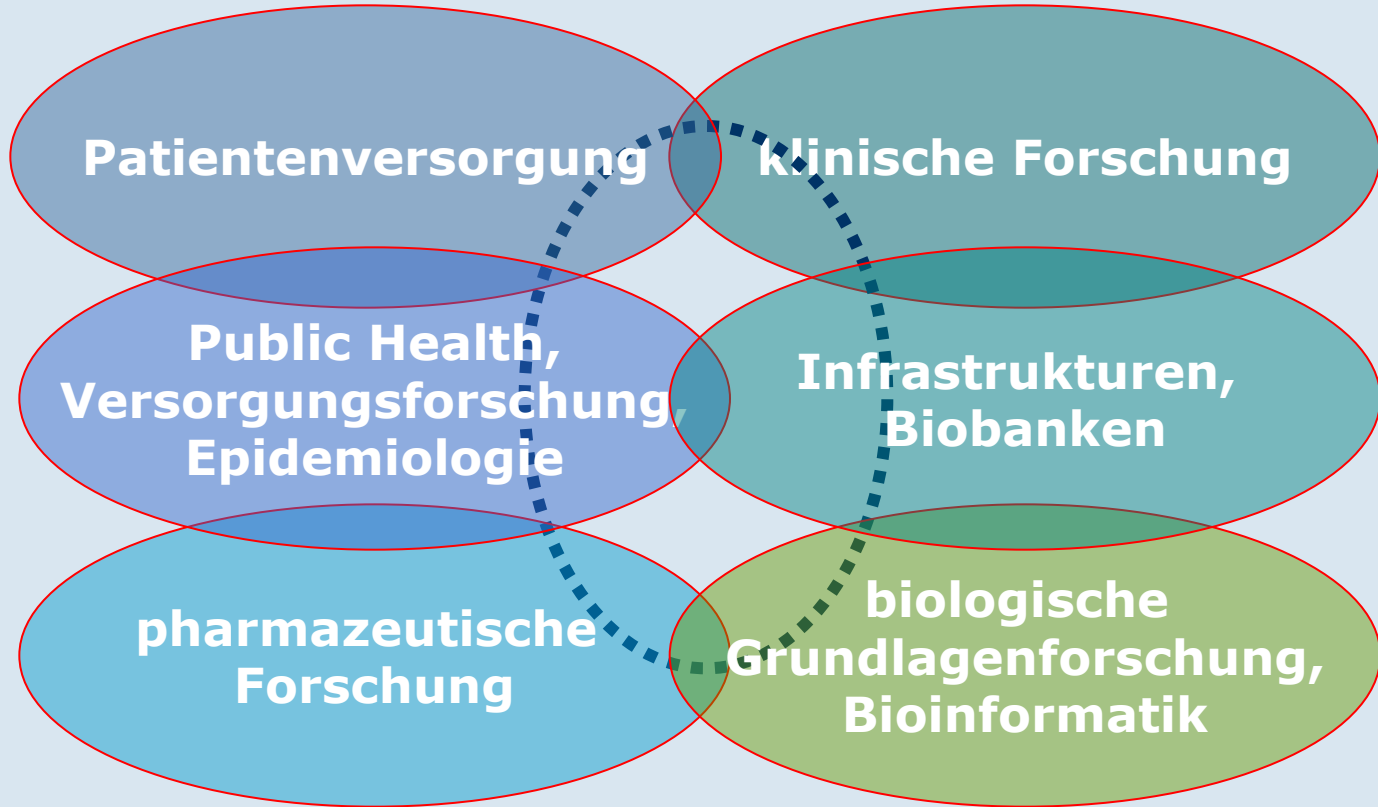 Patientenversorgung
klinische Forschung
Public Health,
Versorgungsforschung,
Epidemiologie
Infrastrukturen,
Biobanken
pharmazeutische
Forschung
biologische
Grundlagenforschung,
Bioinformatik